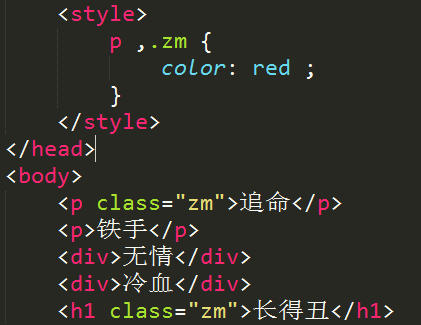 <style>
p ,.zm {
color: red ;
}
</style>
</head>
<body>
<p class="zm">追命</p>
<p>铁手</p>
<div>无情</div>
<div>冷血</div>
<h1 class="zm">长得丑</h1>